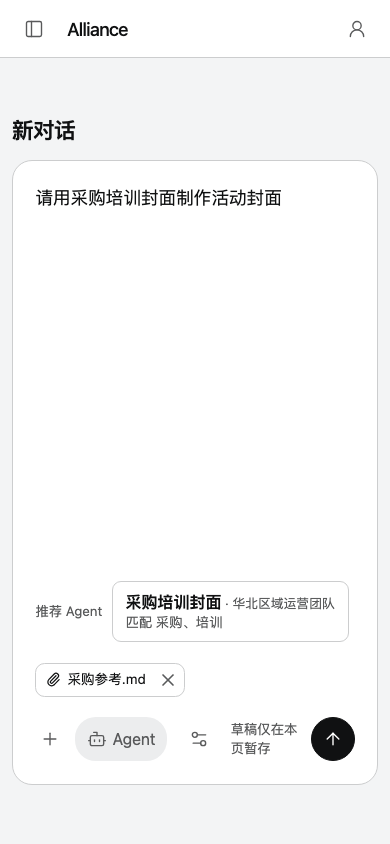 Alliance
新对话
请用采购培训封面制作活动封面
推荐 Agent
采购培训封面 · 华北区域运营团队
匹配 采购、培训
采购参考.md
Agent
草稿仅在本
页暂存